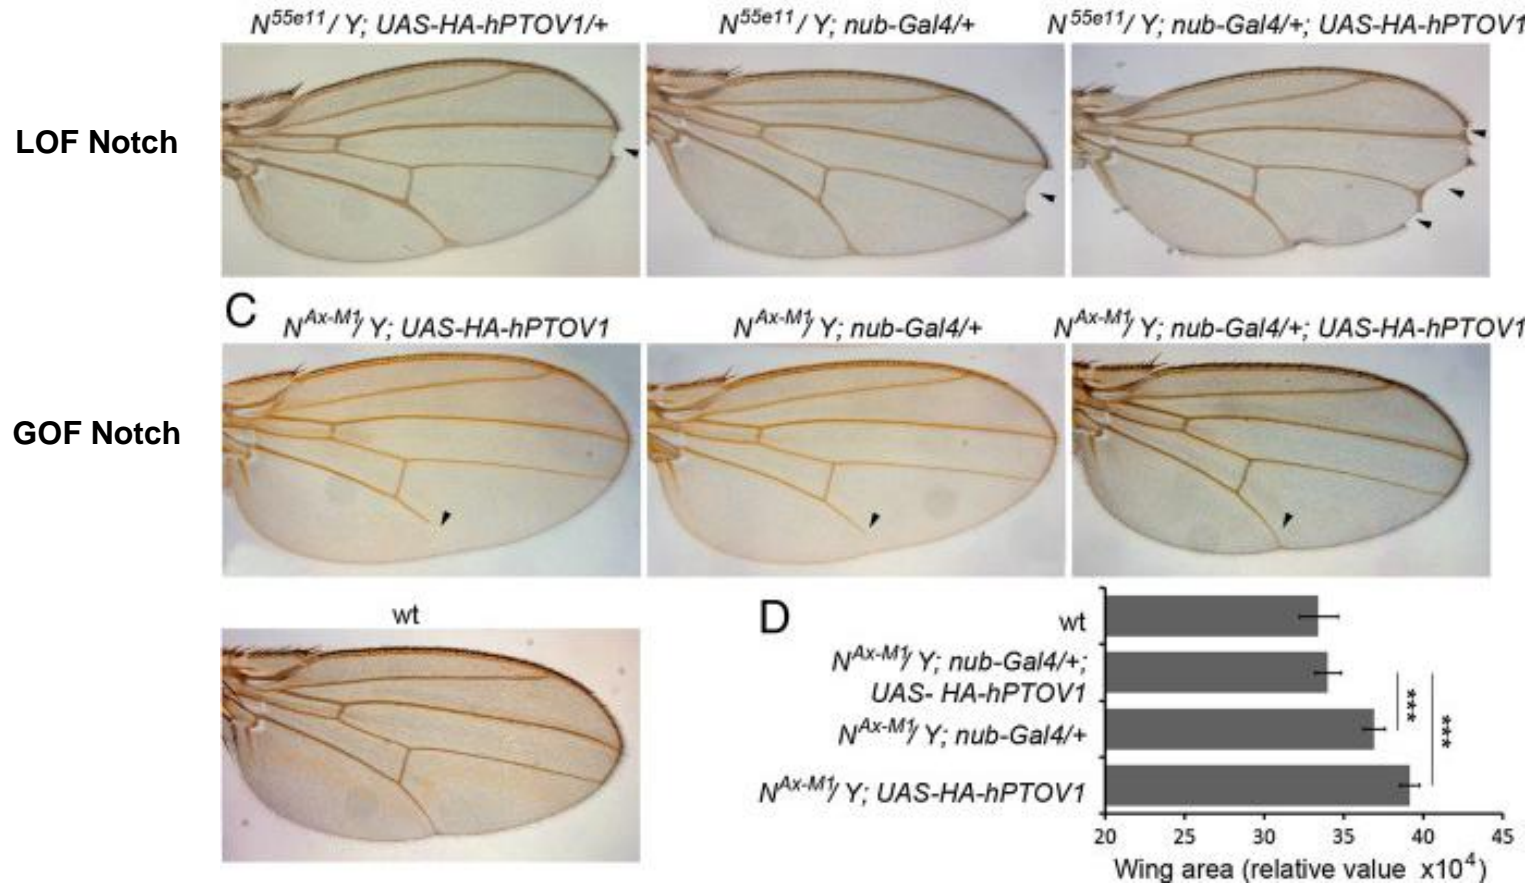 N55e11/ Y; UAS-HA-hPTOV1/+
N55e11/ Y; nub-Gal4/+
N55e11/ Y; nub-Gal4/+; UAS-HA-hPTOV1
LOF Notch
C
NAx-M1/ Y; UAS-HA-hPTOV1
NAx-M1/ Y; nub-Gal4/+
NAx-M1/ Y; nub-Gal4/+; UAS-HA-hPTOV1
GOF Notch
wt
D
wt
NAx-M1/ Y; nub-Gal4/+;
UAS- HA-hPTOV1
NAx-M1/ Y; nub-Gal4/+
NAx-M1/ Y; UAS-HA-hPTOV1
***
***
20 25 30 35 40 45
Wing area (relative value x10⁴)